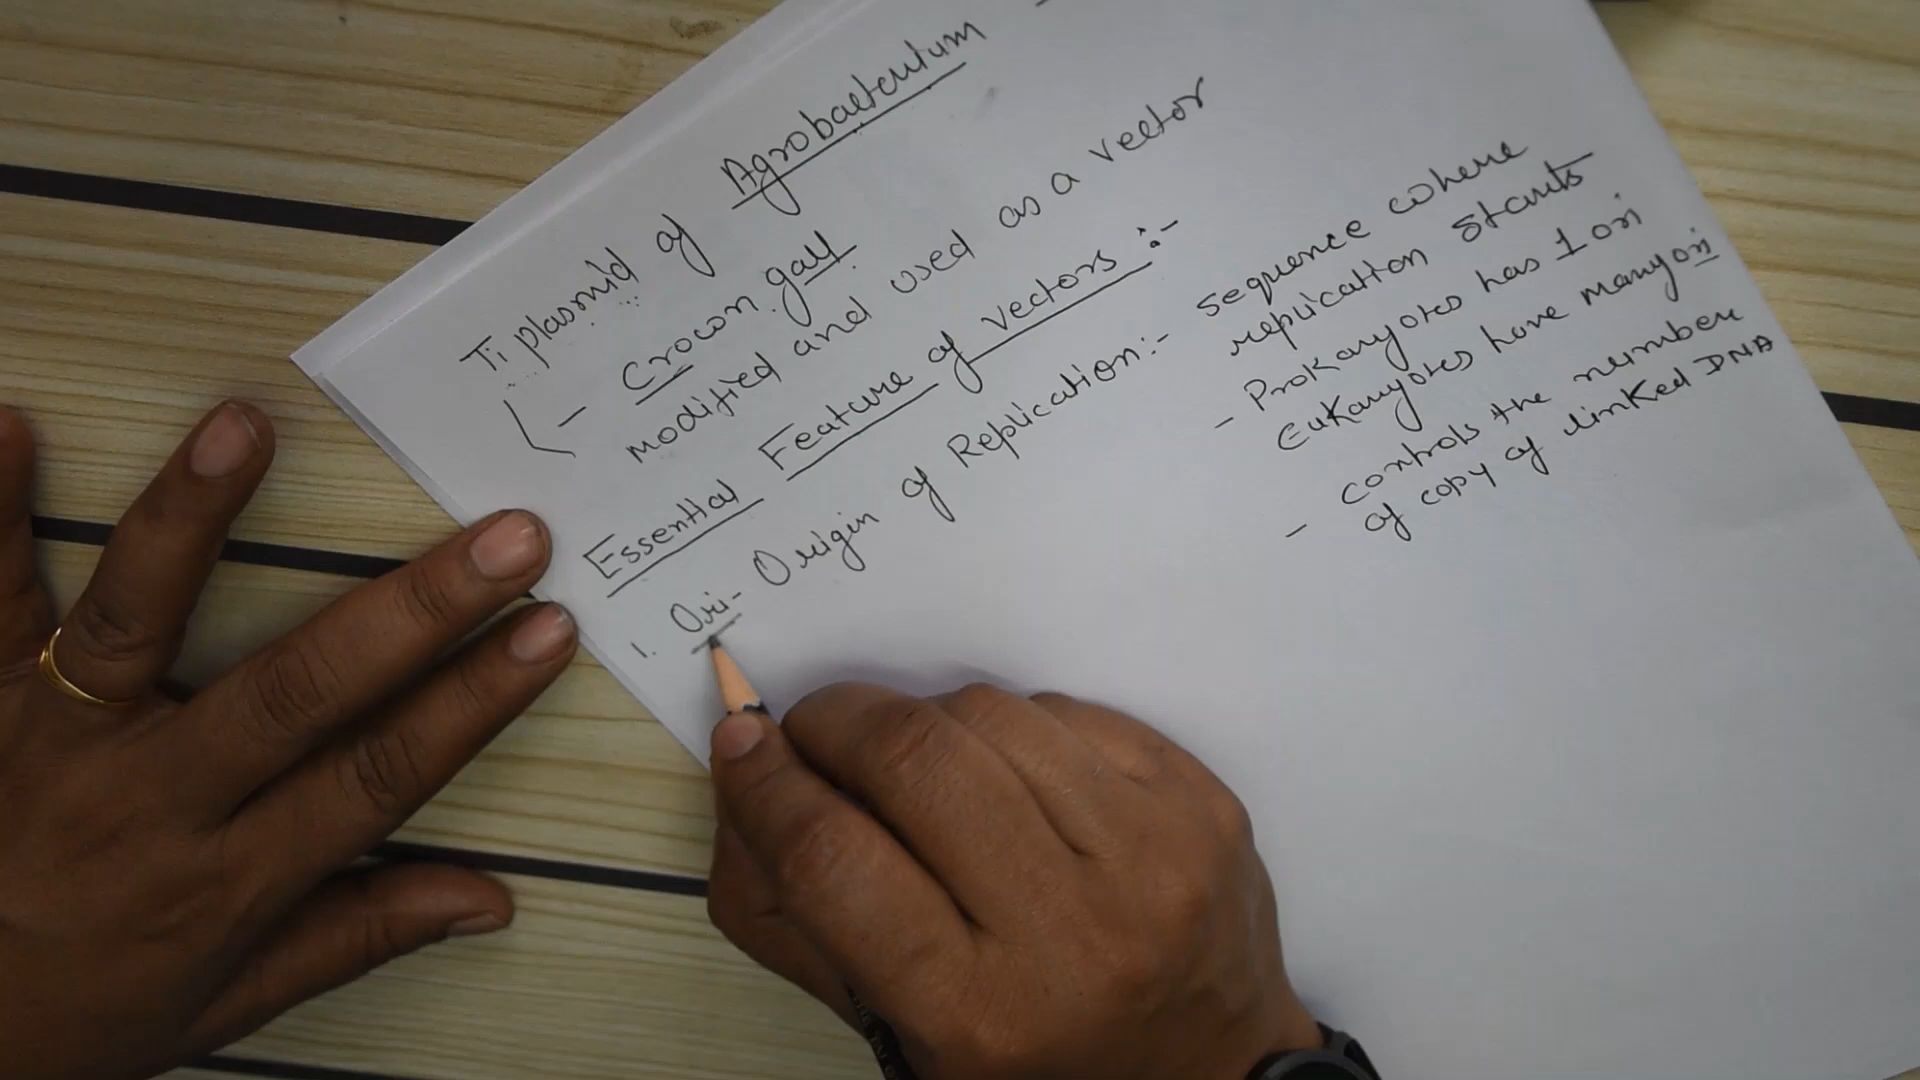 Ti plasmid of Agrobacterium
- Crown gall
modified and used as a vector
Essential Feature of vectors :-
1. Ori - Origin of Replication :- sequence where
replication starts
- Prokaryotes has 1 ori
Eukaryotes have many ori
- controls the number
of copy of linked DNA